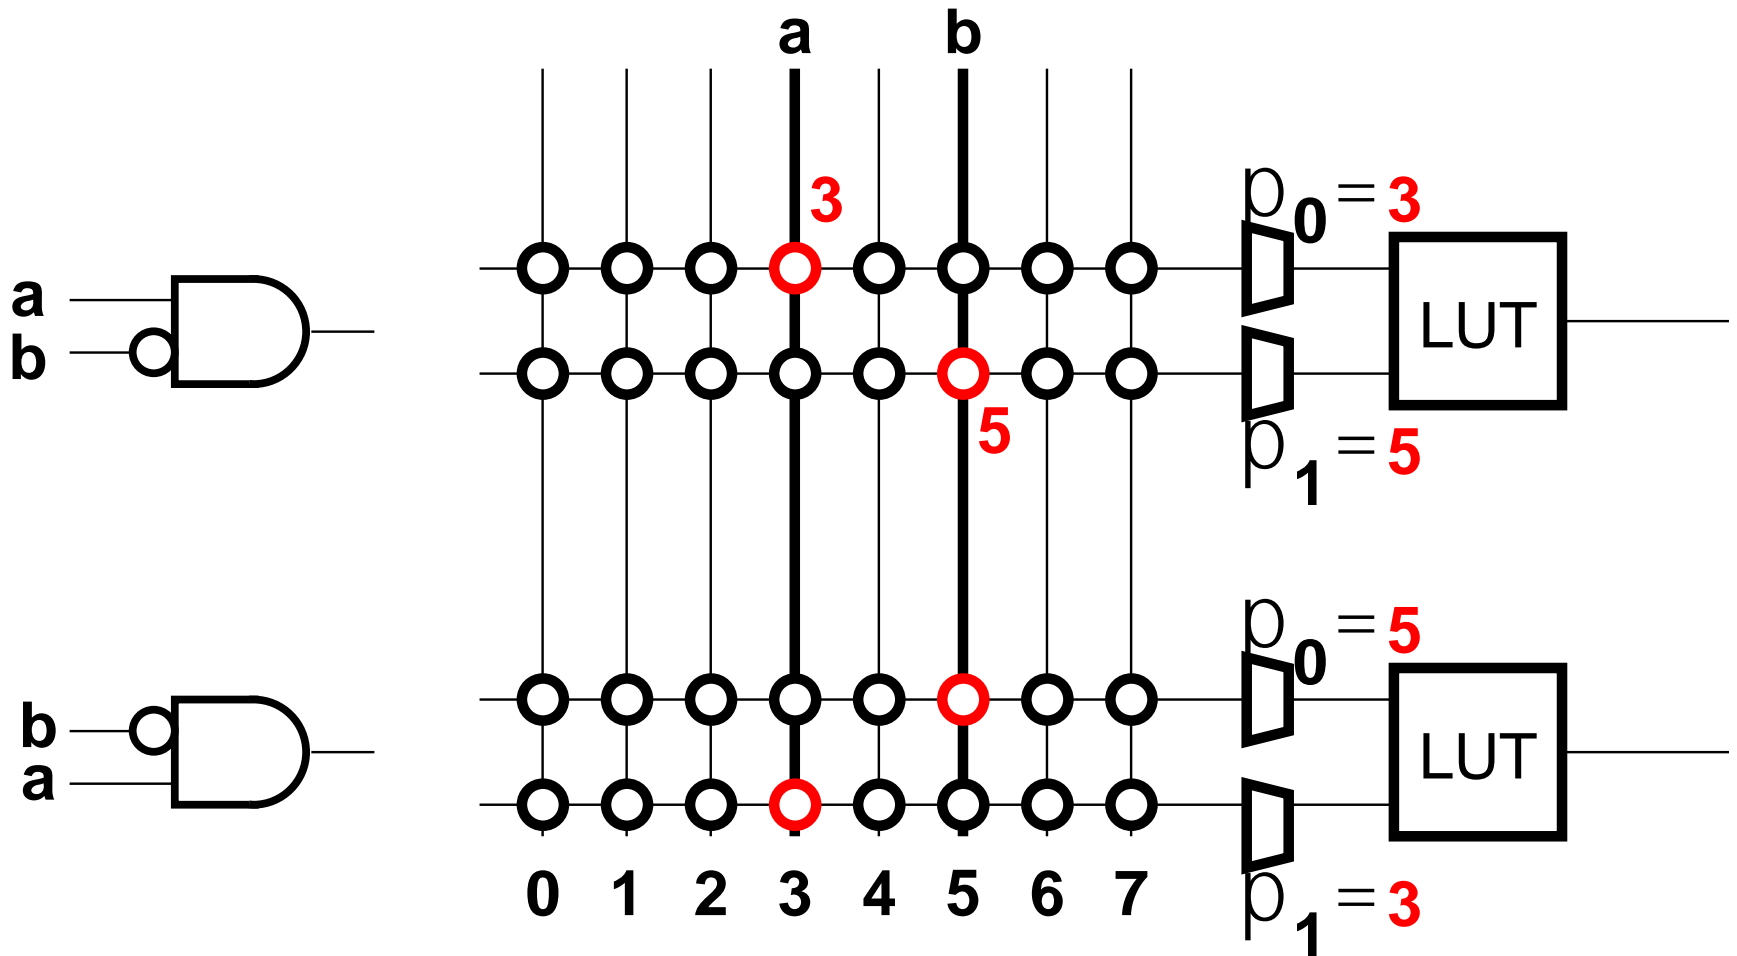 a b
3
p0 = 3
a
b
LUT
5
p1 = 5
p0 = 5
b
a
LUT
0 1 2 3 4 5 6 7
p1 = 3